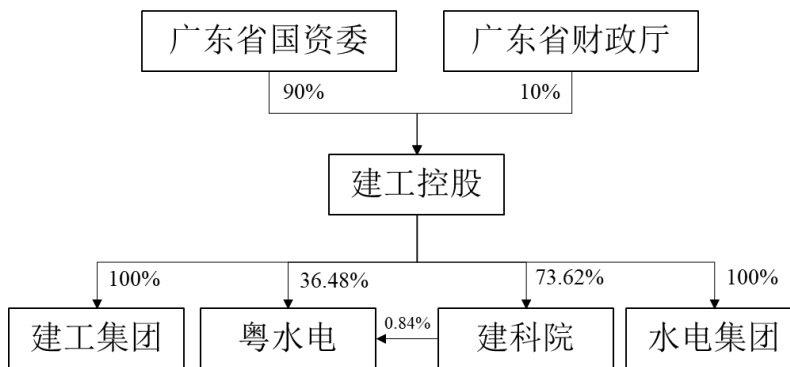 广东省国资委
广东省财政厅
90%
10%
建工控股
100%
36.48%
73.62%
100%
建工集团
粤水电
0.84%
建科院
水电集团